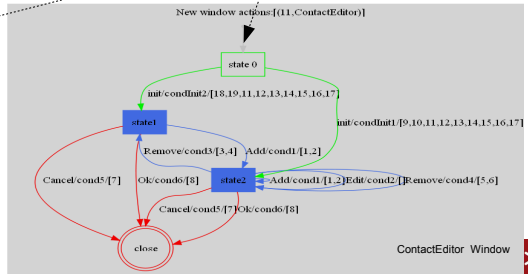 New window actions:[(11,ContactEditor)]
state 0
init/condInit2/[18,19,11,12,13,14,15,16,17]
state1
init/condInit1/[9,10,11,12,13,14,15,16,17]
Remove/cond3/[3,4]
Add/cond1/[1,2]
Cancel/cond5/[7]
Ok/cond6/[8]
state2
Add/cond1/[1,2]
Edit/cond2/[]
Remove/cond4/[5,6]
Cancel/cond5/[7]
Ok/cond6/[8]
close
ContactEditor Window